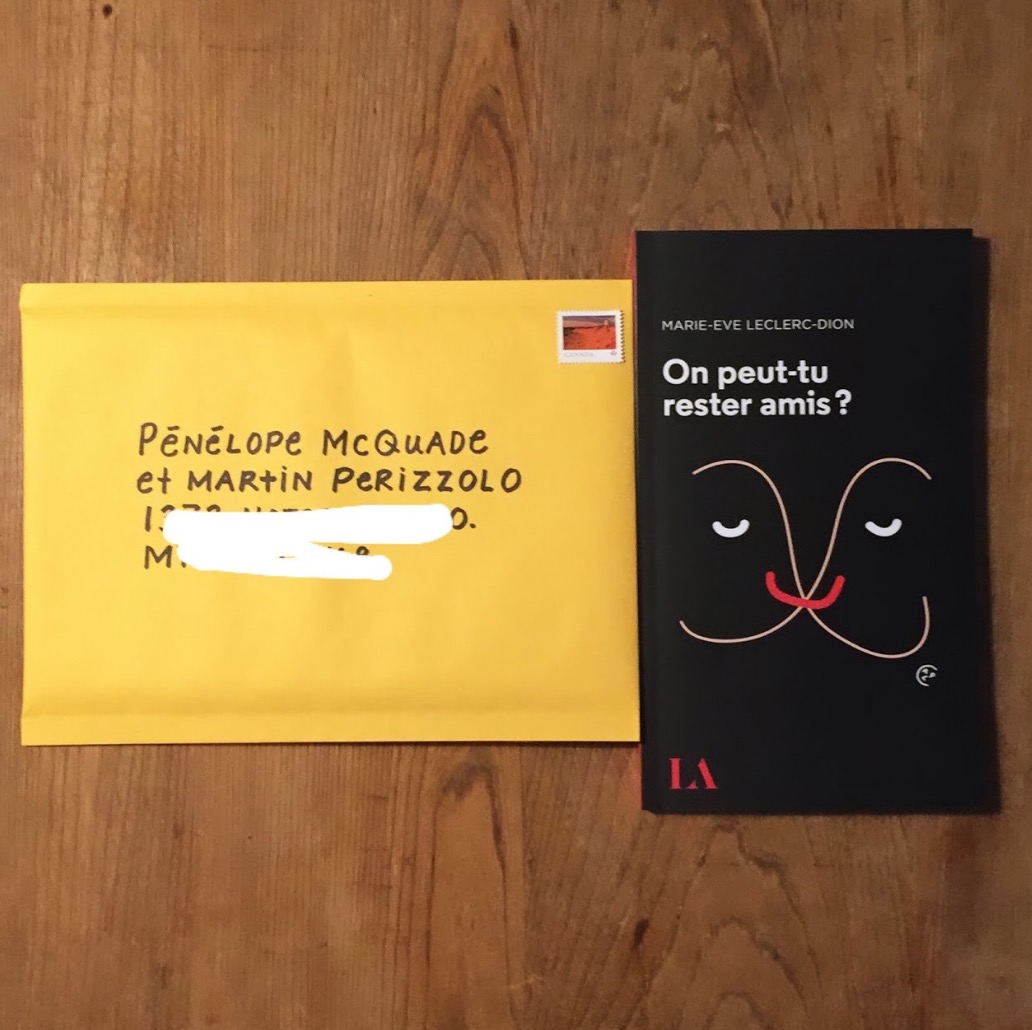 PéNéLOPe McQuADe
et MARtiN PeRiZZOLO
CANADA
MARIE-EVE LECLERC-DION
On peut-tu
rester amis ?
LA